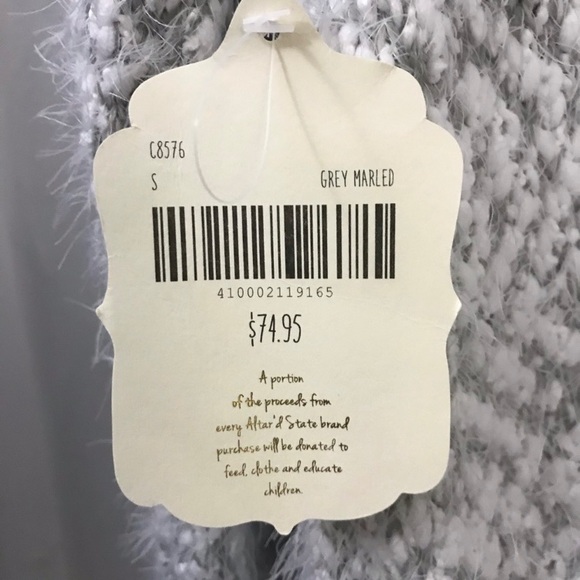 C8576
S GREY MARLED
410002119165
$74.95
A portion
of the proceeds from
every Altar'd State brand
purchase will be donated to
feed, clothe and educate
children.